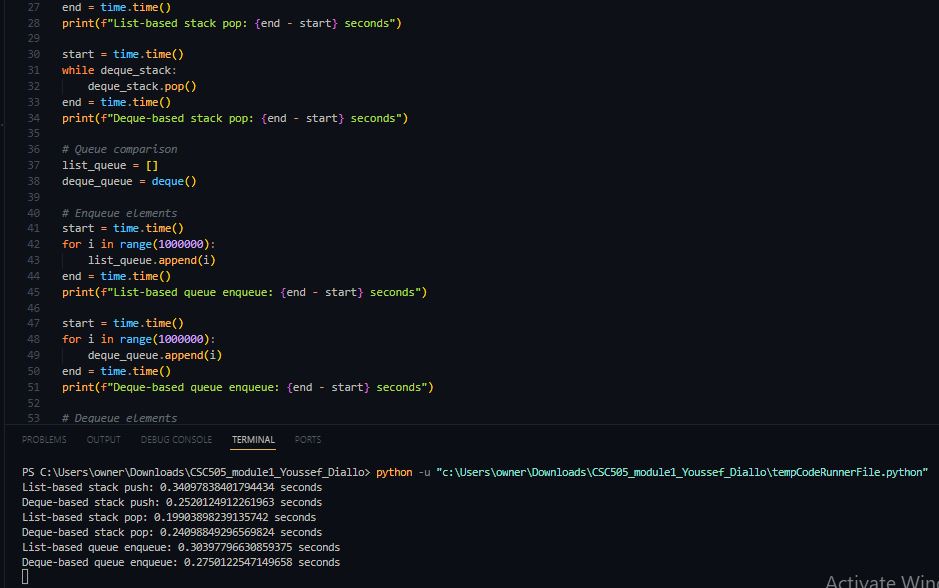 27 end = time.time()
28 print(f"List-based stack pop: {end - start} seconds")
29
30 start = time.time()
31 while deque_stack:
32     deque_stack.pop()
33 end = time.time()
34 print(f"Deque-based stack pop: {end - start} seconds")
35
36 # Queue comparison
37 list_queue = []
38 deque_queue = deque()
39
40 # Enqueue elements
41 start = time.time()
42 for i in range(1000000):
43     list_queue.append(i)
44 end = time.time()
45 print(f"List-based queue enqueue: {end - start} seconds")
46
47 start = time.time()
48 for i in range(1000000):
49     deque_queue.append(i)
50 end = time.time()
51 print(f"Deque-based queue enqueue: {end - start} seconds")
52
53 # Dequeue elements
PROBLEMS OUTPUT DEBUG CONSOLE TERMINAL PORTS
PS C:\Users\owner\Downloads\CSC505_module1_Youssef_Diallo> python -u "c:\Users\owner\Downloads\CSC505_module1_Youssef_Diallo\tempCodeRunnerFile.python"
List-based stack push: 0.34097838401794434 seconds
Deque-based stack push: 0.2520124912261963 seconds
List-based stack pop: 0.19903898239135742 seconds
Deque-based stack pop: 0.24098849296569824 seconds
List-based queue enqueue: 0.30397796630859375 seconds
Deque-based queue enqueue: 0.2750122547149658 seconds
Activate Win